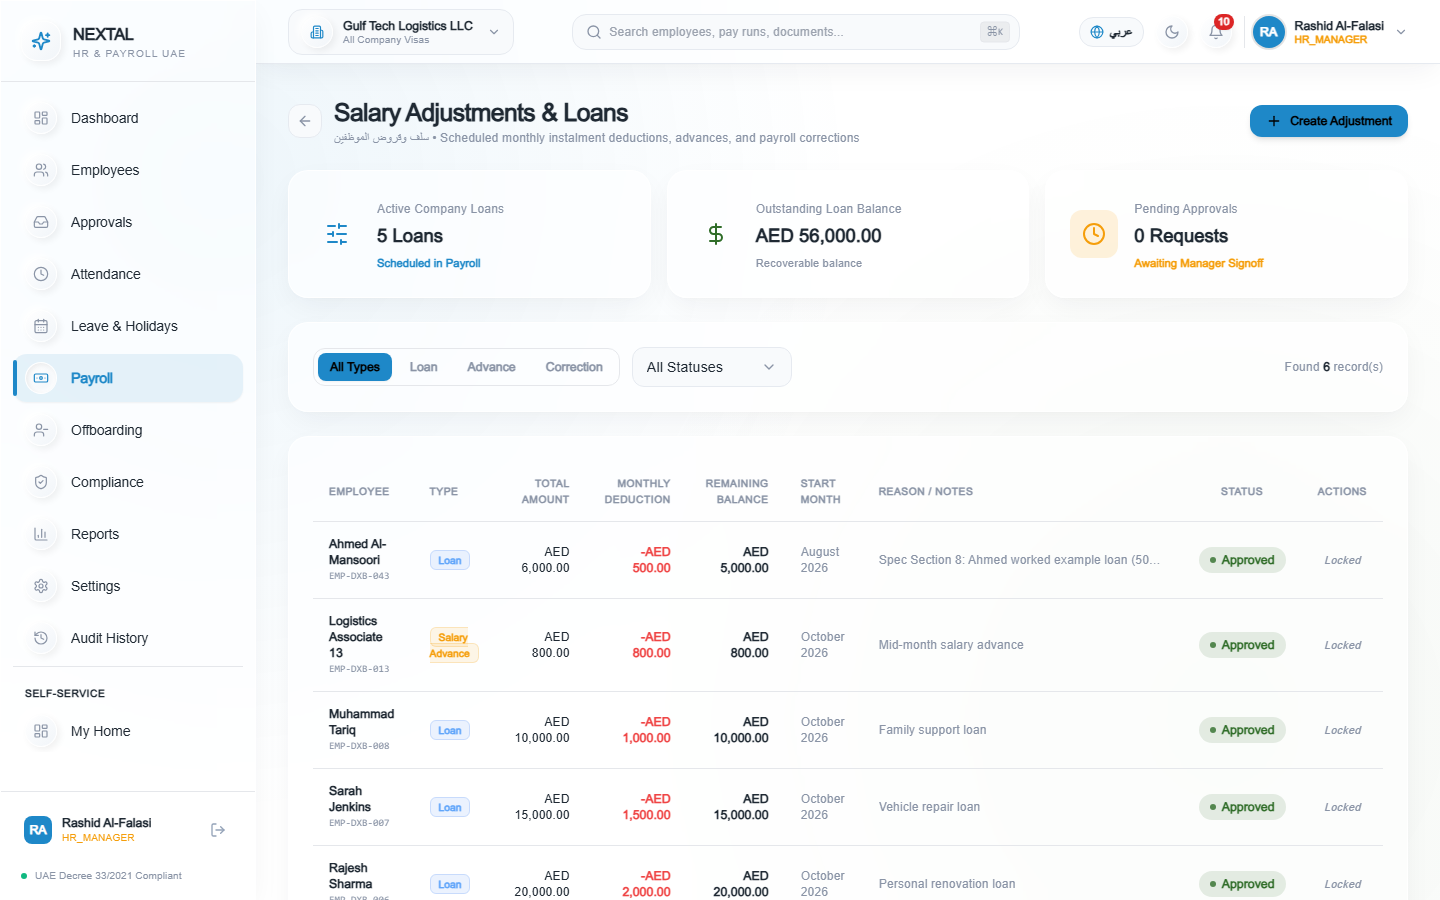 NEXTAL
HR & PAYROLL UAE
Dashboard
Employees
Approvals
Attendance
Leave & Holidays
Payroll
Offboarding
Compliance
Reports
Settings
Audit History
SELF-SERVICE
My Home
RA
Rashid Al-Falasi
HR_MANAGER
UAE Decree 33/2021 Compliant
Gulf Tech Logistics LLC
All Company Visas
Search employees, pay runs, documents...
⌘K
عربي
10
RA
Rashid Al-Falasi
HR_MANAGER
Salary Adjustments & Loans
سلف وقروض الموظفين • Scheduled monthly instalment deductions, advances, and payroll corrections
Create Adjustment
Active Company Loans
5 Loans
Scheduled in Payroll
Outstanding Loan Balance
AED 56,000.00
Recoverable balance
Pending Approvals
0 Requests
Awaiting Manager Signoff
All Types
Loan
Advance
Correction
All Statuses
Found 6 record(s)
EMPLOYEE
TYPE
TOTAL
AMOUNT
MONTHLY
DEDUCTION
REMAINING
BALANCE
START
MONTH
REASON / NOTES
STATUS
ACTIONS
Ahmed Al-
Mansoori
EMP-DXB-043
Loan
AED
6,000.00
-AED
500.00
AED
5,000.00
August
2026
Spec Section 8: Ahmed worked example loan (50...
Approved
Locked
Logistics
Associate
13
EMP-DXB-013
Salary
Advance
AED
800.00
-AED
800.00
AED
800.00
October
2026
Mid-month salary advance
Approved
Locked
Muhammad
Tariq
EMP-DXB-008
Loan
AED
10,000.00
-AED
1,000.00
AED
10,000.00
October
2026
Family support loan
Approved
Locked
Sarah
Jenkins
EMP-DXB-007
Loan
AED
15,000.00
-AED
1,500.00
AED
15,000.00
October
2026
Vehicle repair loan
Approved
Locked
Rajesh
Sharma
EMP-DXB-006
Loan
AED
20,000.00
-AED
2,000.00
AED
20,000.00
October
2026
Personal renovation loan
Approved
Locked